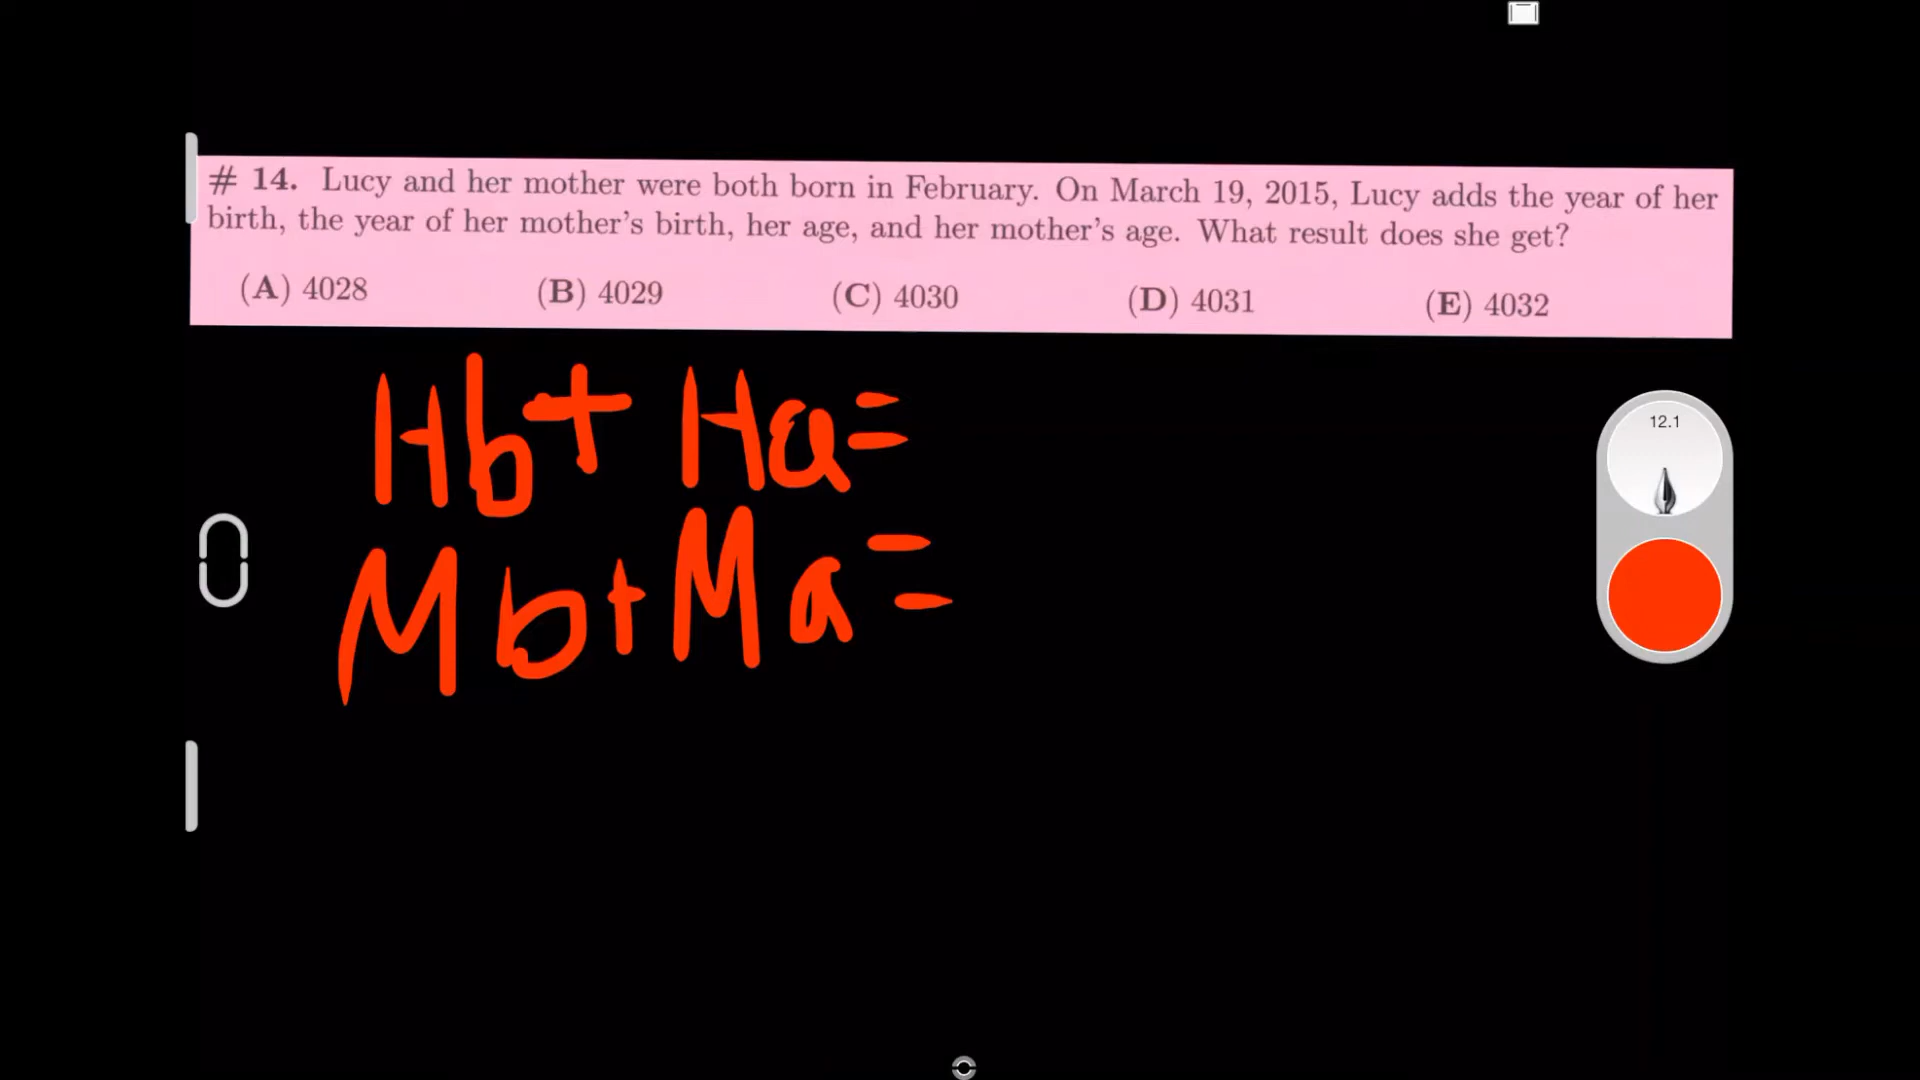 # 14. Lucy and her mother were both born in February. On March 19, 2015, Lucy adds the year of her
birth, the year of her mother's birth, her age, and her mother's age. What result does she get?
(A) 4028 (B) 4029 (C) 4030 (D) 4031 (E) 4032
Hb+ Ha=
12.1
Mb+Ma=